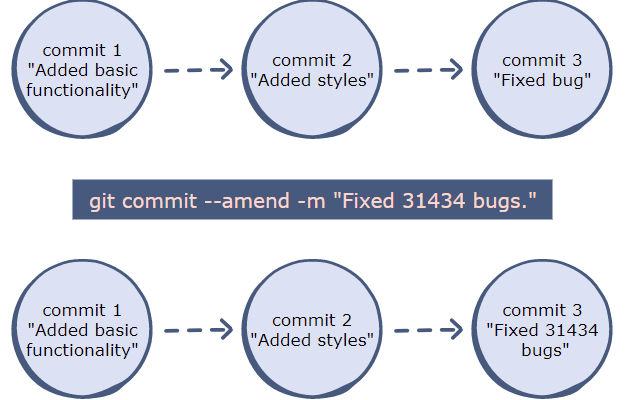 commit 1
"Added basic
functionality"
commit 2
"Added styles"
commit 3
"Fixed bug"
git commit --amend -m "Fixed 31434 bugs."
commit 1
"Added basic
functionality"
commit 2
"Added styles"
commit 3
"Fixed 31434
bugs"